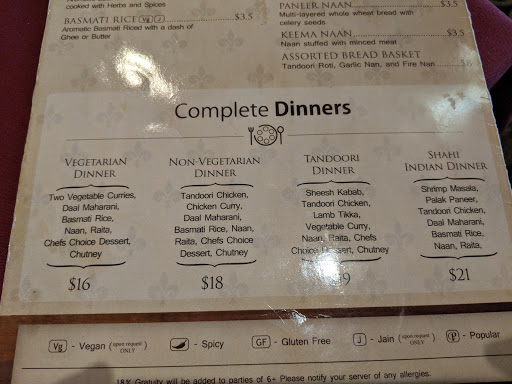 cooked with Herbs and Spices
BASMATI RICE Vg J $3.5
Aromatic Basmati Riced with a dash of
Ghee or Butter
PANEER NAAN $3.5
Multi-layered whole wheat bread with
celery seeds
KEEMA NAAN $3.5
Naan stuffed with minced meat
ASSORTED BREAD BASKET
Tandoori Roti, Garlic Nan, and Fire Nan
Complete Dinners
VEGETARIAN
DINNER
Two Vegetable Curries,
Daal Maharani,
Basmati Rice,
Naan, Raita,
Chefs Choice Dessert,
Chutney
$16
NON-VEGETARIAN
DINNER
Tandoori Chicken,
Chicken Curry,
Daal Maharani,
Basmati Rice, Naan,
Raita, Chefs Choice
Dessert, Chutney
$18
TANDOORI
DINNER
Sheesh Kabab,
Tandoori Chicken,
Lamb Tikka,
Vegetable Curry,
Naan, Raita, Chefs
Choice Dessert, Chutney
9
SHAHI
INDIAN DINNER
Shrimp Masala,
Palak Paneer,
Tandoori Chicken,
Daal Maharani,
Basmati Rice,
Naan, Raita,
$21
Vg - Vegan (upon request ONLY) - Spicy GF - Gluten Free J - Jain (upon request ONLY) P - Popular
18% Gratuity will be added to parties of 6+ Please notify your server of any allergies.